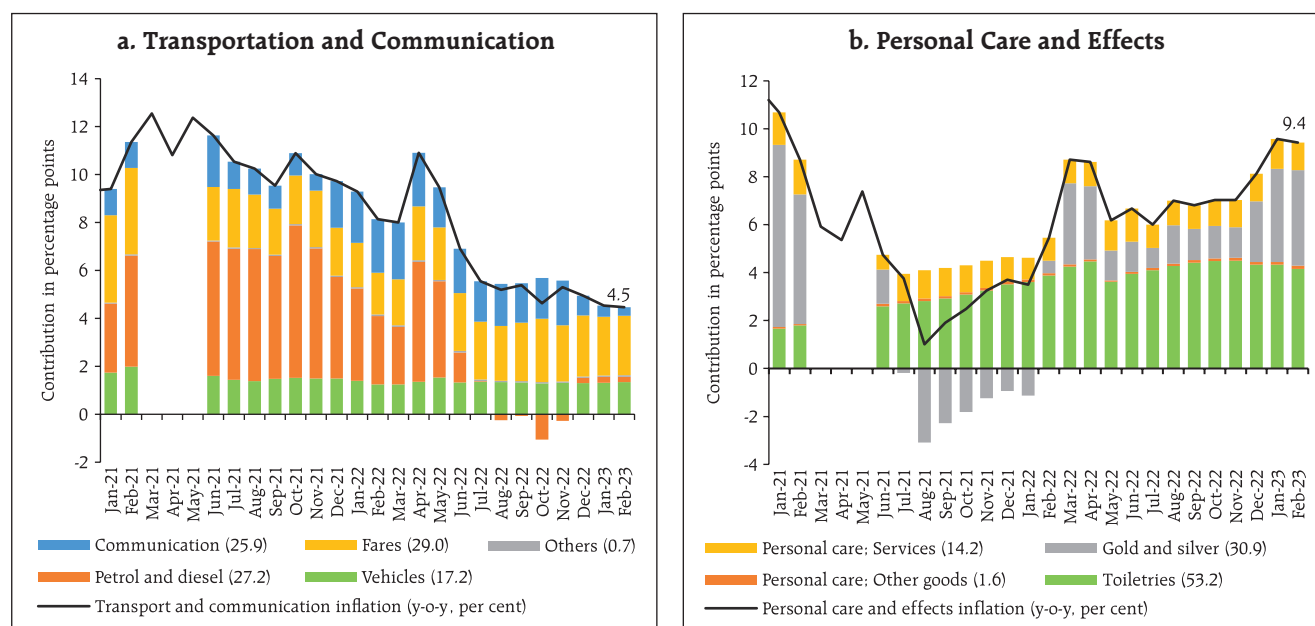 a. Transportation and Communication
Contribution in percentage points
14
12
10
8
6
4
2
0
-2
4.5
Jan-21
Feb-21
Mar-21
Apr-21
May-21
Jun-21
Jul-21
Aug-21
Sep-21
Oct-21
Nov-21
Dec-21
Jan-22
Feb-22
Mar-22
Apr-22
May-22
Jun-22
Jul-22
Aug-22
Sep-22
Oct-22
Nov-22
Dec-22
Jan-23
Feb-23
Communication (25.9)
Fares (29.0)
Others (0.7)
Petrol and diesel (27.2)
Vehicles (17.2)
Transport and communication inflation (y-o-y, per cent)
b. Personal Care and Effects
Contribution in percentage points
12
10
8
6
4
2
0
-2
-4
9.4
Jan-21
Feb-21
Mar-21
Apr-21
May-21
Jun-21
Jul-21
Aug-21
Sep-21
Oct-21
Nov-21
Dec-21
Jan-22
Feb-22
Mar-22
Apr-22
May-22
Jun-22
Jul-22
Aug-22
Sep-22
Oct-22
Nov-22
Dec-22
Jan-23
Feb-23
Personal care: Services (14.2)
Gold and silver (30.9)
Personal care: Other goods (1.6)
Toiletries (53.2)
Personal care and effects inflation (y-o-y, per cent)